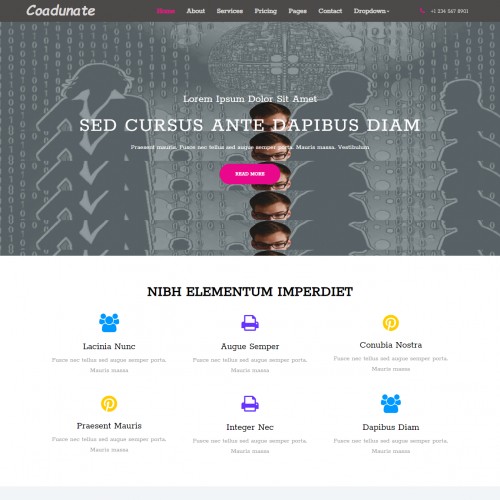 Coadunate
Home About Services Pricing Pages Contact Dropdown +1 234 567 8901
Lorem Ipsum Dolor Sit Amet
SED CURSUS ANTE DAPIBUS DIAM
Praesent mauris. Fusce nec tellus sed augue semper porta. Mauris massa. Vestibulum
READ MORE
NIBH ELEMENTUM IMPERDIET
Lacinia Nunc
Fusce nec tellus sed augue semper porta.
Mauris massa
Augue Semper
Fusce nec tellus sed augue semper porta.
Mauris massa
Conubia Nostra
Fusce nec tellus sed augue semper porta.
Mauris massa
Praesent Mauris
Fusce nec tellus sed augue semper porta.
Mauris massa
Integer Nec
Fusce nec tellus sed augue semper porta.
Mauris massa
Dapibus Diam
Fusce nec tellus sed augue semper porta.
Mauris massa